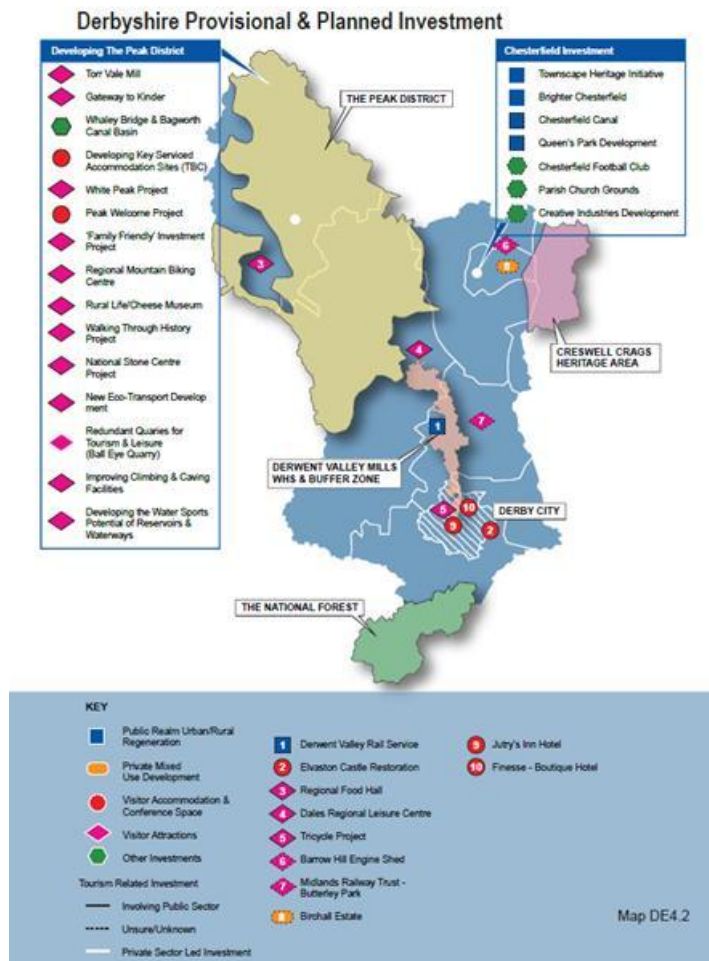 Derbyshire Provisional & Planned Investment
Developing The Peak District
Torr Vale Mill
Gateway to Kinder
Whaley Bridge & Bagworth
Canal Basin
Developing Key Serviced
Accommodation Sites (TBC)
White Peak Project
Peak Welcome Project
'Family Friendly' Investment
Project
Regional Mountain Biking
Centre
Rural Life/Cheese Museum
Walking Through History
Project
National Stone Centre
Project
New Eco-Transport Develop
ment
Redundant Quaries for
Tourism & Leisure
(Ball Eye Quarry)
Improving Climbing & Caving
Facilities
Developing the Water Sports
Potential of Reservoirs &
Waterways
Chesterfield Investment
Townscape Heritage Initiative
Brighter Chesterfield
Chesterfield Canal
Queen's Park Development
Chesterfield Football Club
Parish Church Grounds
Creative Industries Development
THE PEAK DISTRICT
3
6
8
CRESWELL CRAGS
HERITAGE AREA
4
7
1
DERWENT VALLEY MILLS
WHS & BUFFER ZONE
5
10
9
2
DERBY CITY
THE NATIONAL FOREST
KEY
Public Realm Urban/Rural
Regeneration
Private Mixed
Use Development
Visitor Accommodation &
Conference Space
Visitor Attractions
Other Investments
Tourism Related Investment
Involving Public Sector
Unsure/Unknown
Private Sector Led Investment
1 Derwent Valley Rail Service
2 Elvaston Castle Restoration
3 Regional Food Hall
4 Dales Regional Leisure Centre
5 Tricycle Project
6 Barrow Hill Engine Shed
7 Midlands Railway Trust -
Butterley Park
8 Birchall Estate
9 Jutry's Inn Hotel
10 Finesse - Boutique Hotel
Map DE4.2